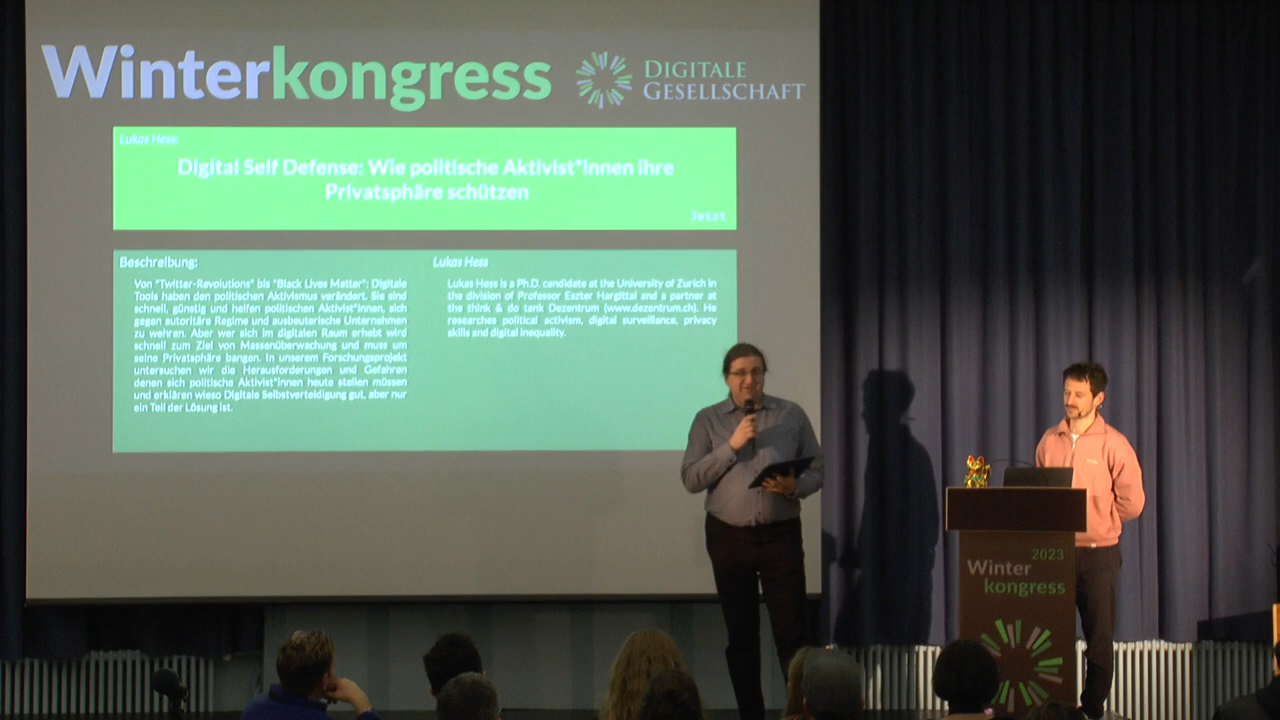 Winterkongress
DIGITALE
GESELLSCHAFT
Lukas Hess:
Digital Self Defense: Wie politische Aktivist*innen ihre
Privatsphäre schützen
Jetzt
Beschreibung:
Von "Twitter-Revolutions" bis "Black Lives Matter": Digitale
Tools haben den politischen Aktivismus verändert. Sie sind
schnell, günstig und helfen politischen Aktivist*innen, sich
gegen autoritäre Regime und ausbeuterische Unternehmen
zu wehren. Aber wer sich im digitalen Raum erhebt wird
schnell zum Ziel von Massenüberwachung und muss um
seine Privatsphäre bangen. In unserem Forschungsprojekt
untersuchen wir die Herausforderungen und Gefahren
denen sich politische Aktivist*innen heute stellen müssen
und erklären wieso Digitale Selbstverteidigung gut, aber nur
ein Teil der Lösung ist.
Lukas Hess
Lukas Hess is a Ph.D. candidate at the University of Zurich in
the division of Professor Eszter Hargittai and a partner at
the think & do tank Dezentrum (www.dezentrum.ch). He
researches political activism, digital surveillance, privacy
skills and digital inequality.
2023
Winter
kongress